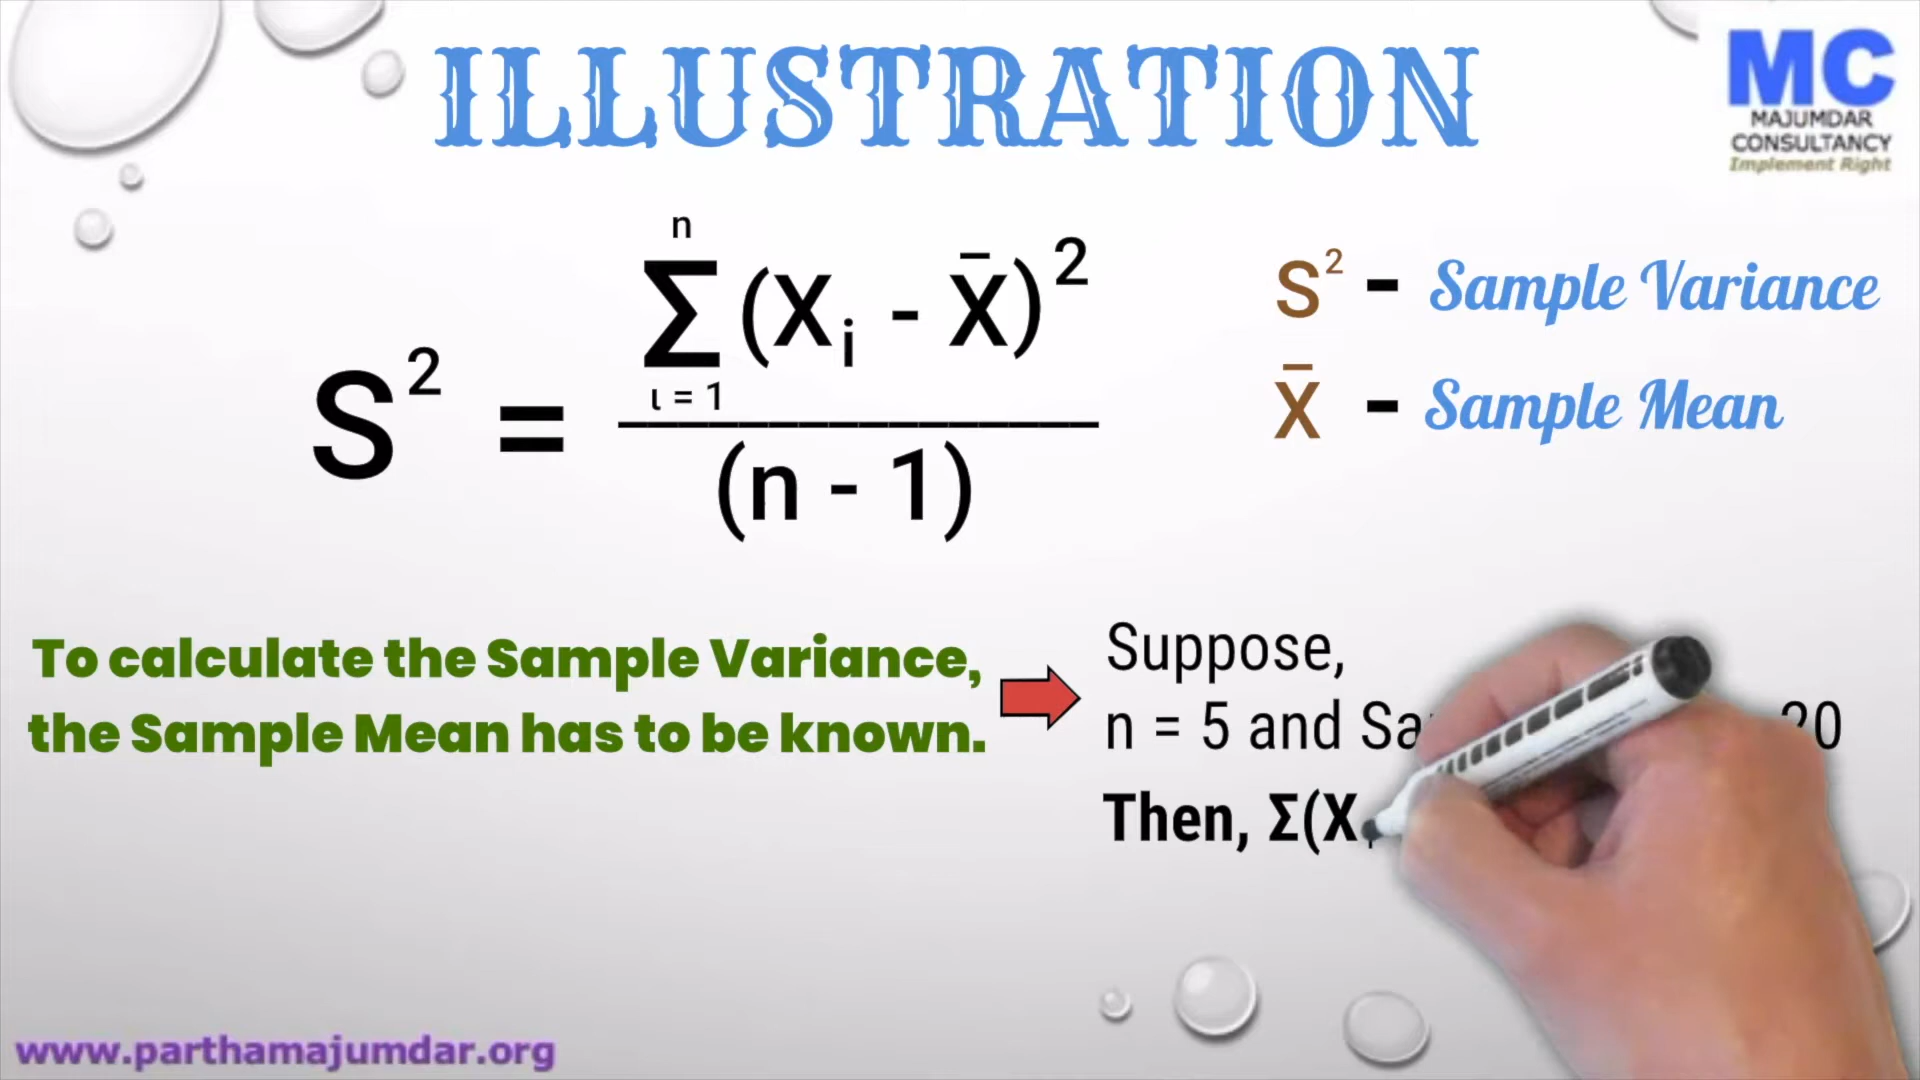 ILLUSTRATION
MC
MAJUMDAR
CONSULTANCY
Implement Right
S² = Σ (Xᵢ - X̄)² / (n - 1)
n
ι = 1
S² - Sample Variance
X̄ - Sample Mean
To calculate the Sample Variance,
the Sample Mean has to be known.
Suppose,
n = 5 and 20
Then, Σ(X
www.parthamajumdar.org